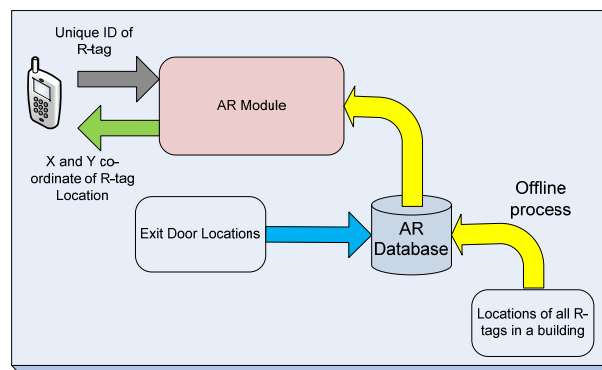 Unique ID of
R-tag
AR Module
X and Y co-
ordinate of R-tag
Location
Exit Door Locations
AR
Database
Offline
process
Locations of all R-
tags in a building